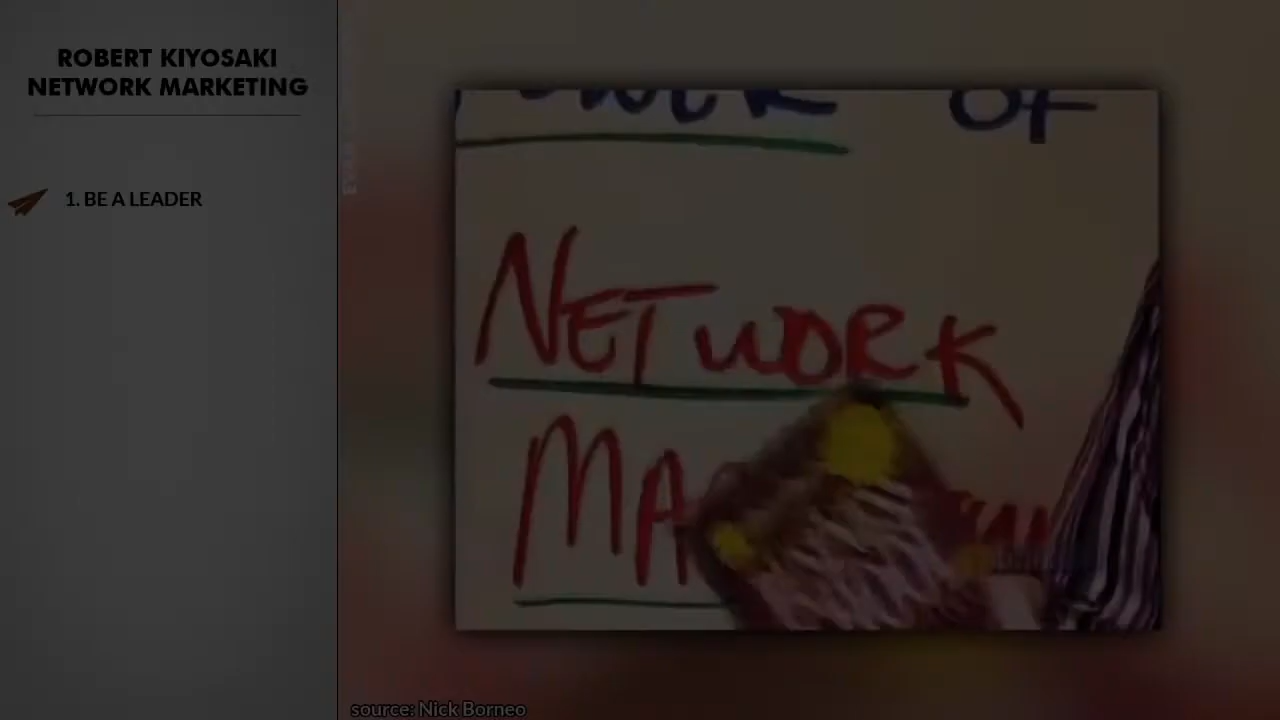 ROBERT KIYOSAKI
NETWORK MARKETING
1. BE A LEADER
OF
NETWORK
source: Nick Borneo